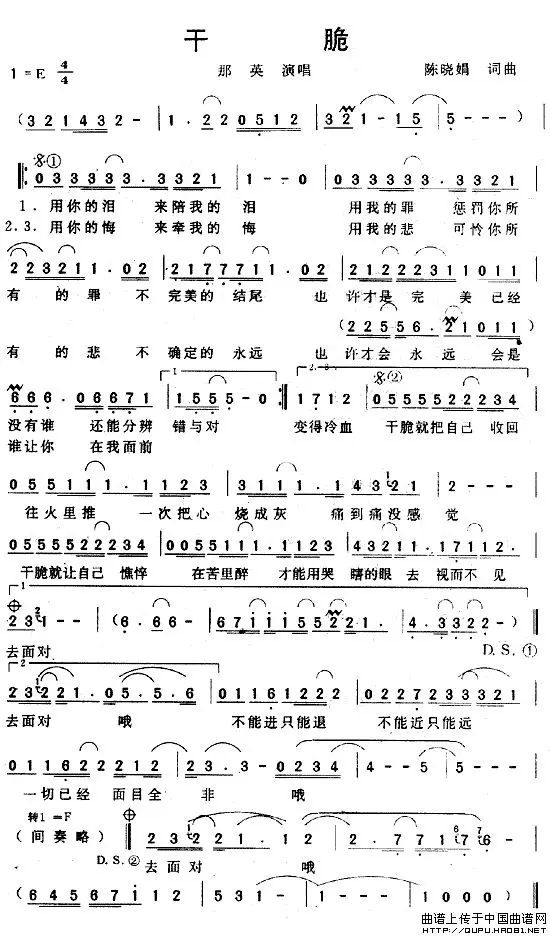 干 脆
1=E 4/4 那 英 演唱 陈晓娟 词曲
(3 2 1 4 3 2 - | 1 . 2 2 0 5 1 2 | 3 2 1 - 1 5 | 5 - - - )
① 0 3 3 3 3 3 3 . 3 3 2 1 | 1 - - 0 | 0 3 3 3 3 3 . 3 3 2 1
1. 用你的泪 来陪我的 泪 用我的罪 惩罚你所
2.3. 用你的悔 来牵我的 悔 用我的悲 可怜你所
2 2 3 2 1 1 . 0 2 | 2 1 7 7 7 1 . 0 2 | 2 1 2 2 2 3 1 1 0 1 1
有 的 罪 不 完美的 结尾 也 许才是 完 美 已经
(2 2 5 5 6 . 2 1 0 1 1)
有 的 悲 不 确定的 永远 也 许才会 永 远 会是
1. 2. 3.
6 6 6 . 0 6 6 7 1 | 1 5 5 5 - 0 | 1 7 1 2 | ② 0 5 5 5 5 5 2 2 2 3 4
没有谁 还能分辨 错与对 变得冷血 干脆就把自己 收回
谁让你 在我面前
0 5 5 1 1 1 . 1 1 2 3 | 3 1 1 1 . 1 . 1 4 3 2 1 | 2 - - -
往 火里 推 一次把心 烧成灰 痛到痛没感 觉
0 5 5 5 5 2 2 2 3 4 | 0 0 5 5 1 1 1 . 1 1 2 3 | 4 3 2 1 1 . 1 7 1 1 2 .
干脆就让自己 憔悴 在苦里醉 才能用哭 瞎的眼 去 视而不 见
1
2 3 1 - - | (6 . 6 6 - | 6 7 1 1 1 5 5 2 2 1 . | 4 . 3 3 2 2 - )
去面对 D.S.①
2
2 3 2 2 1 . 0 5 . 5 . 6 | 0 1 1 6 1 2 2 2 | 0 2 2 7 2 3 3 3 2 1
去面对 哦 不能进只能退 不能近只能远
0 1 1 6 2 2 2 2 1 2 | 2 3 . 3 - 0 2 3 4 | 4 - - 5 | 5 - - -
一切已经 面目全 非 哦
转1=F
(间奏略) 2 3 2 2 1 . 1 2 | 2 . 7 7 1 7 6 -
D.S.② 去面对 哦
(6 4 5 6 7 1 2 | 5 3 1 - | 1 2 2 1 1 - | 1 - - - )
曲谱上传于中国曲谱网
http://QUPU.HAO81.NET